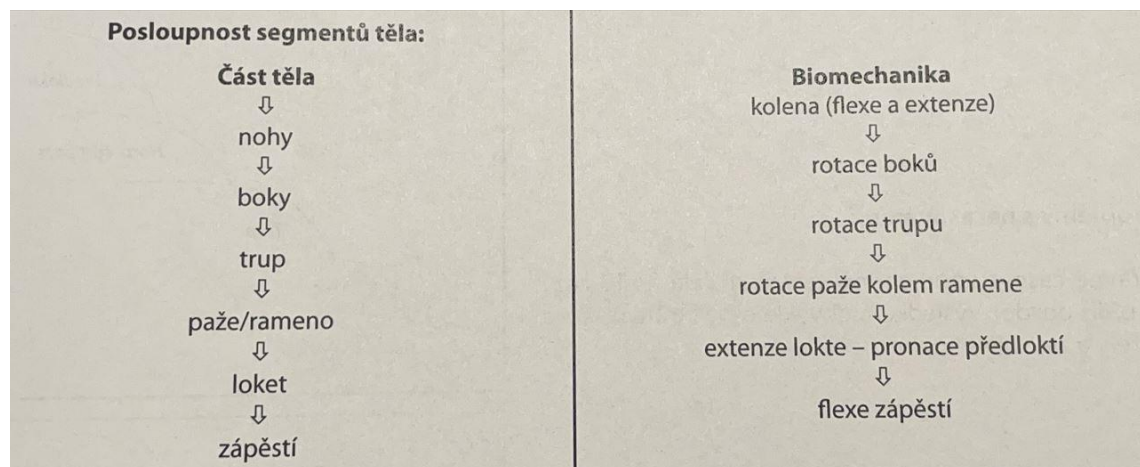 Posloupnost segmentů těla:
Část těla
⇩
nohy
⇩
boky
⇩
trup
⇩
paže/rameno
⇩
loket
⇩
zápěstí
Biomechanika
kolena (flexe a extenze)
⇩
rotace boků
⇩
rotace trupu
⇩
rotace paže kolem ramene
⇩
extenze lokte – pronace předloktí
⇩
flexe zápěstí